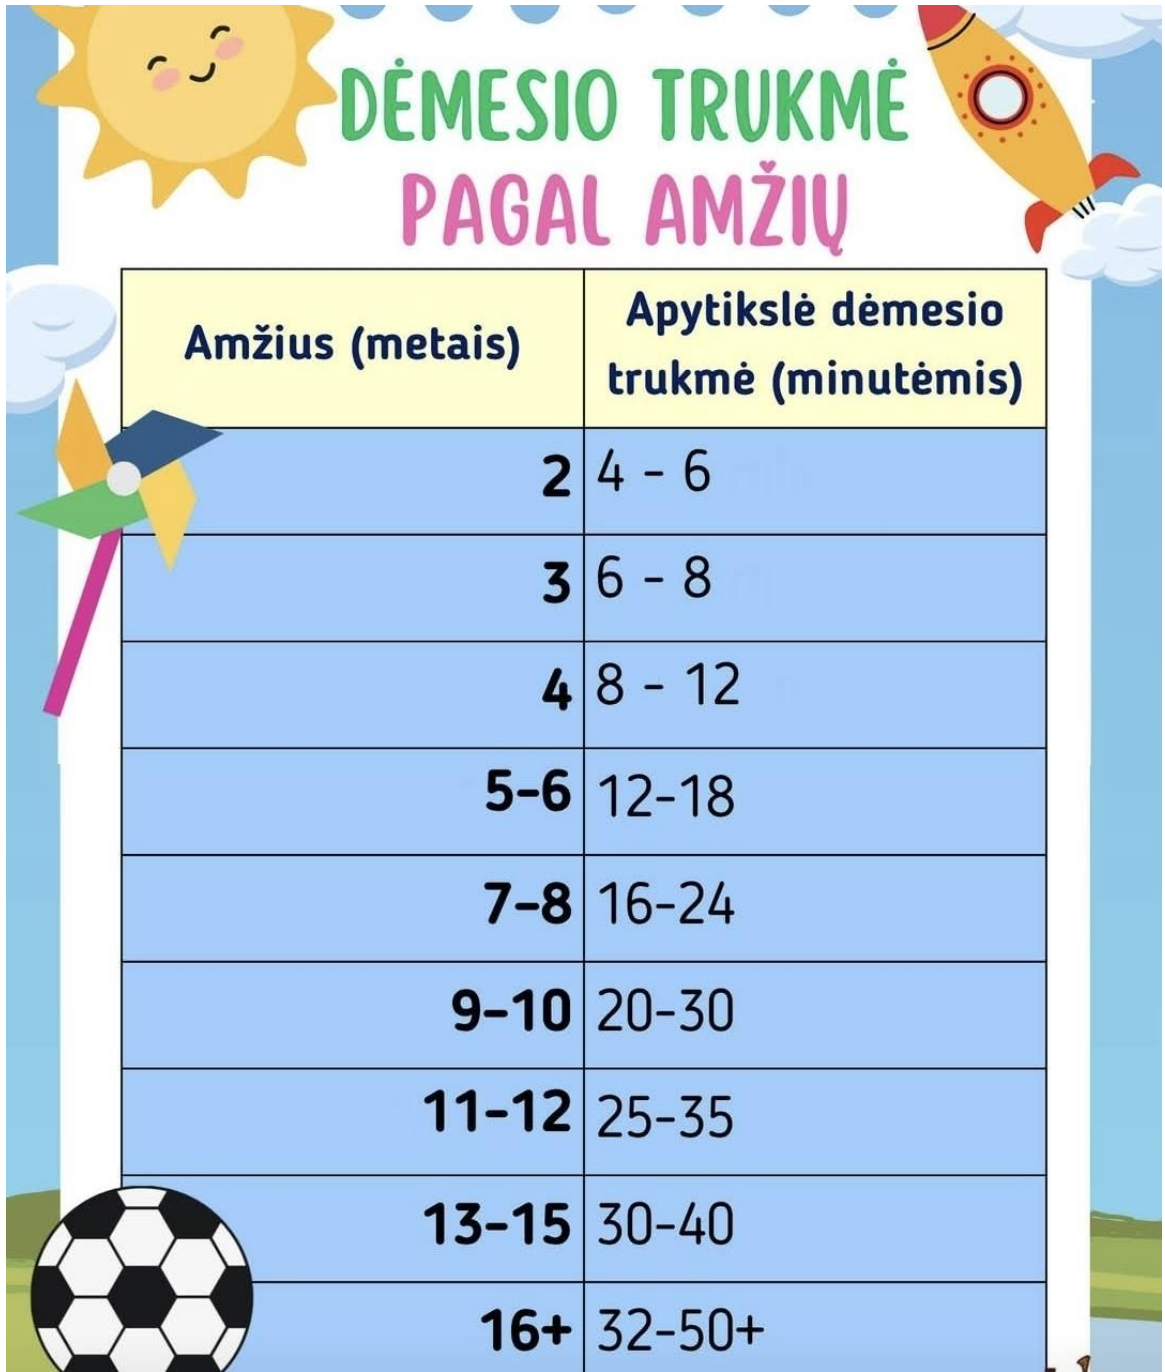 DĖMESIO TRUKMĖ
PAGAL AMŽIŲ
Amžius (metais)
Apytikslė dėmesio
trukmė (minutėmis)
2 4 - 6
3 6 - 8
4 8 - 12
5-6 12-18
7-8 16-24
9-10 20-30
11-12 25-35
13-15 30-40
16+ 32-50+